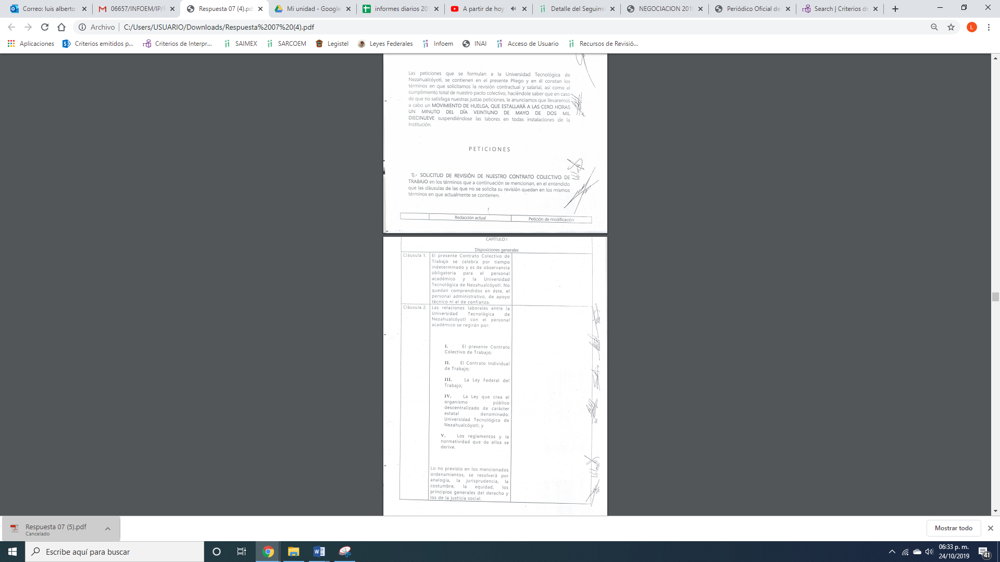 Correo: luis alberto
06657/INFOEM/IP/
Respuesta 07 (4).pd
Mi unidad - Google
informes diarios 20
A partir de hoy
Detalle del Seguimi
NEGOCIACION 201
Periódico Oficial de
Search | Criterios de
Archivo
C:/Users/USUARIO/Downloads/Respuesta%2007%20(4).pdf
L
Aplicaciones
Criterios emitidos p...
Criterios de Interpr...
SAIMEX
SARCOEM
Legistel
Leyes Federales
Infoem
INAI
Acceso de Usuario
Recursos de Revisió...
Las peticiones que se formulan a la Universidad Tecnológica de
Nezahualcóyotl, se contienen en el presente Pliego y en él constan los
términos en que solicitamos la revisión contractual y salarial, así como el
cumplimiento total de nuestro pacto colectivo, haciéndole saber que en caso
de que no satisfaga nuestras justas peticiones, le anunciamos que llevaremos
a cabo un MOVIMIENTO DE HUELGA, QUE ESTALLARÁ A LAS CERO HORAS
UN MINUTO DEL DÍA VEINTIUNO DE MAYO DE DOS MIL
DIECINUEVE suspendiéndose las labores en todas instalaciones de la
Institución.
PETICIONES
1).- SOLICITUD DE REVISIÓN DE NUESTRO CONTRATO COLECTIVO DE
TRABAJO en los términos que a continuación se mencionan, en el entendido
que las cláusulas de las que no se solicita su revisión quedan en los mismos
términos en que actualmente se contienen.
Redacción actual
Petición de modificación
CAPÍTULO I
Disposiciones generales
Cláusula 1.
El presente Contrato Colectivo de
Trabajo se celebra por tiempo
indeterminado y es de observancia
obligatoria para el personal
académico y la Universidad
Tecnológica de Nezahualcóyotl. No
quedan comprendidos en éste, el
personal administrativo, de apoyo
técnico ni el de confianza.
Cláusula 2.
Las relaciones laborales entre la
Universidad Tecnológica de
Nezahualcóyotl con el personal
académico se regirán por:
I. El presente Contrato
Colectivo de Trabajo;
II. El Contrato Individual
de Trabajo;
III. La Ley Federal del
Trabajo;
IV. La Ley que crea el
organismo público
descentralizado de carácter
estatal denominado:
Universidad Tecnológica de
Nezahualcóyotl; y
V. Los reglamentos y la
normatividad que de ellos se
derive.
Lo no previsto en los mencionados
ordenamientos, se resolverá por
analogía, la jurisprudencia, la
costumbre, la equidad, los
principios generales del derecho y
los de la justicia social.
Respuesta 07 (5).pdf
Cancelado
Mostrar todo
Escribe aquí para buscar
06:33 p. m.
24/10/2019
41